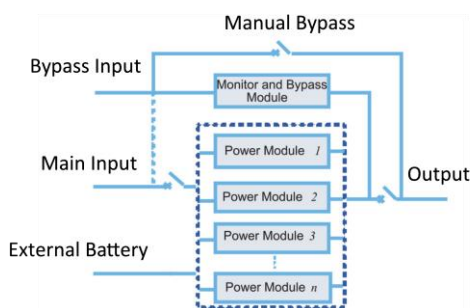 Manual Bypass
Bypass Input
Monitor and Bypass
Module
Power Module 1
Main Input
Power Module 2
Output
Power Module 3
External Battery
Power Module n